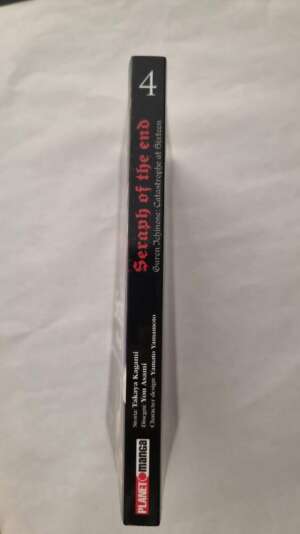 4
Seraph of the end
Guren Ichinose: Catastrophe at Sixteen
Storia: Takaya Kagami
Disegni: You Asami
Character design: Yamato Yamamoto
PLANET manga